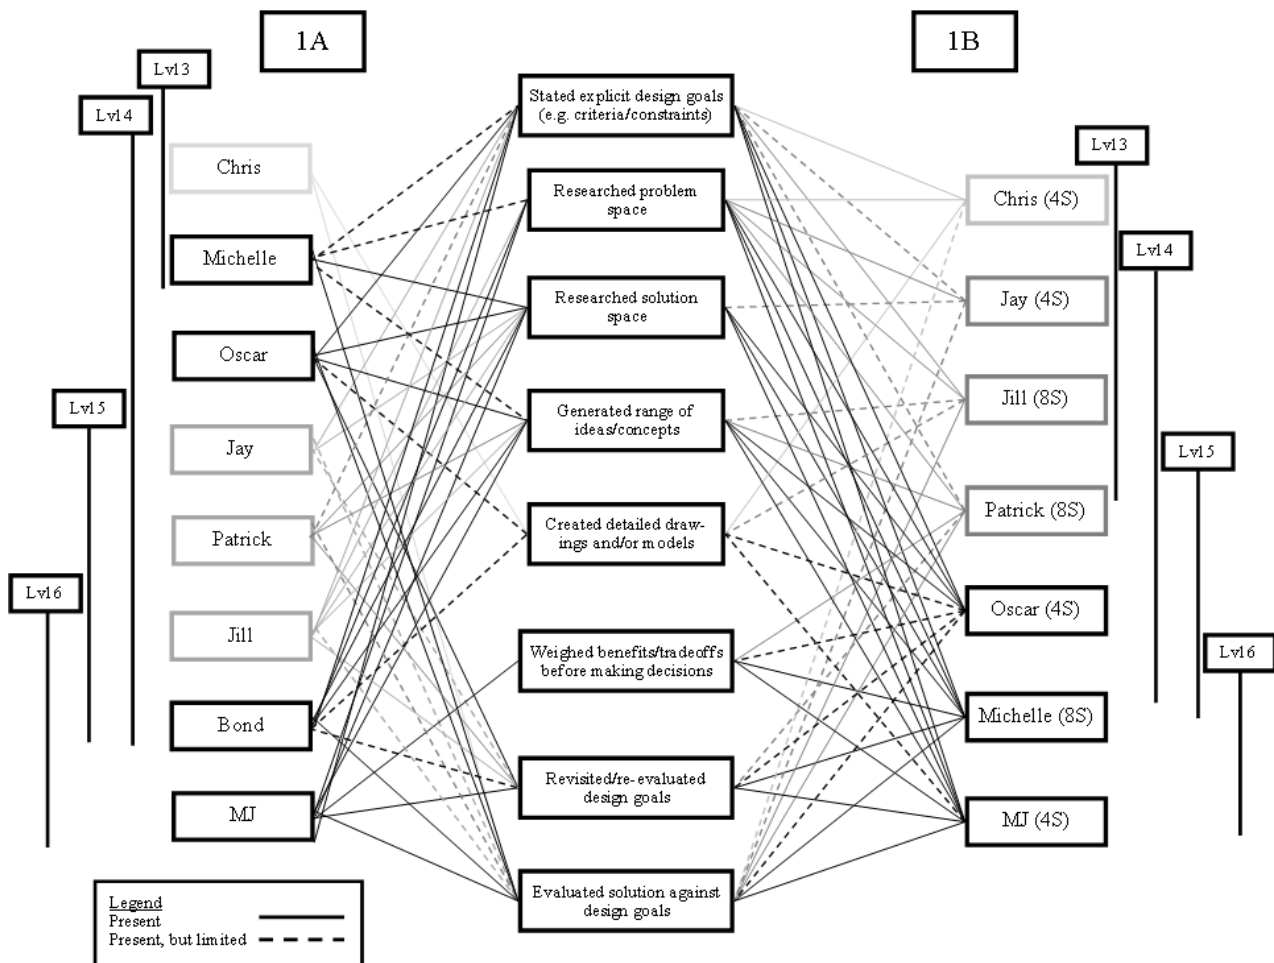 1A
1B
Lvl3
Lvl4
Stated explicit design goals
(e.g. criteria/constraints)
Lvl3
Chris
Researched problem
space
Chris (4S)
Michelle
Lvl4
Researched solution
space
Jay (4S)
Oscar
Lvl5
Generated range of
ideas/concepts
Jill (8S)
Jay
Lvl5
Patrick
Created detailed draw-
ings and/or models
Patrick (8S)
Lvl6
Jill
Oscar (4S)
Weighed benefits/tradeoffs
before making decisions
Lvl6
Bond
Michelle (8S)
Revisited/re-evaluated
design goals
MJ
MJ (4S)
Evaluated solution against
design goals
Legend
Present
Present, but limited